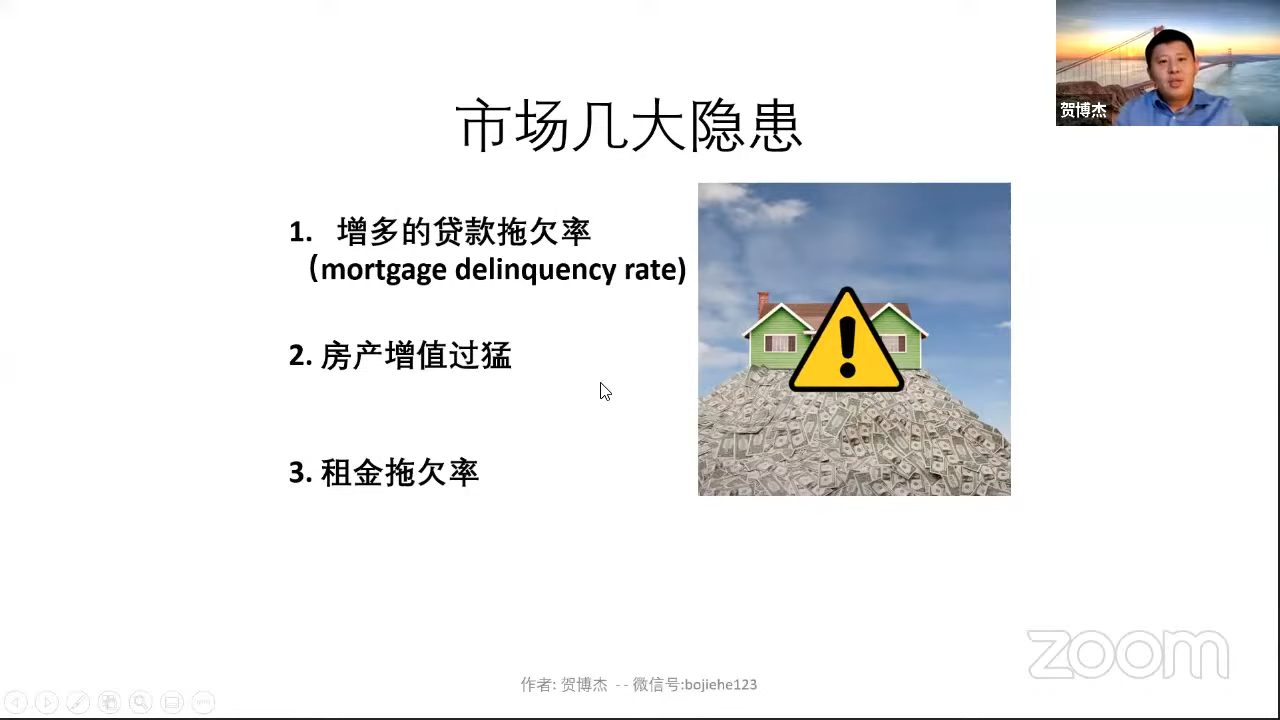 贺博杰
市场几大隐患
1. 增多的贷款拖欠率
(mortgage delinquency rate)
2. 房产增值过猛
3. 租金拖欠率
zoom
作者: 贺博杰 -- 微信号:bojiehe123